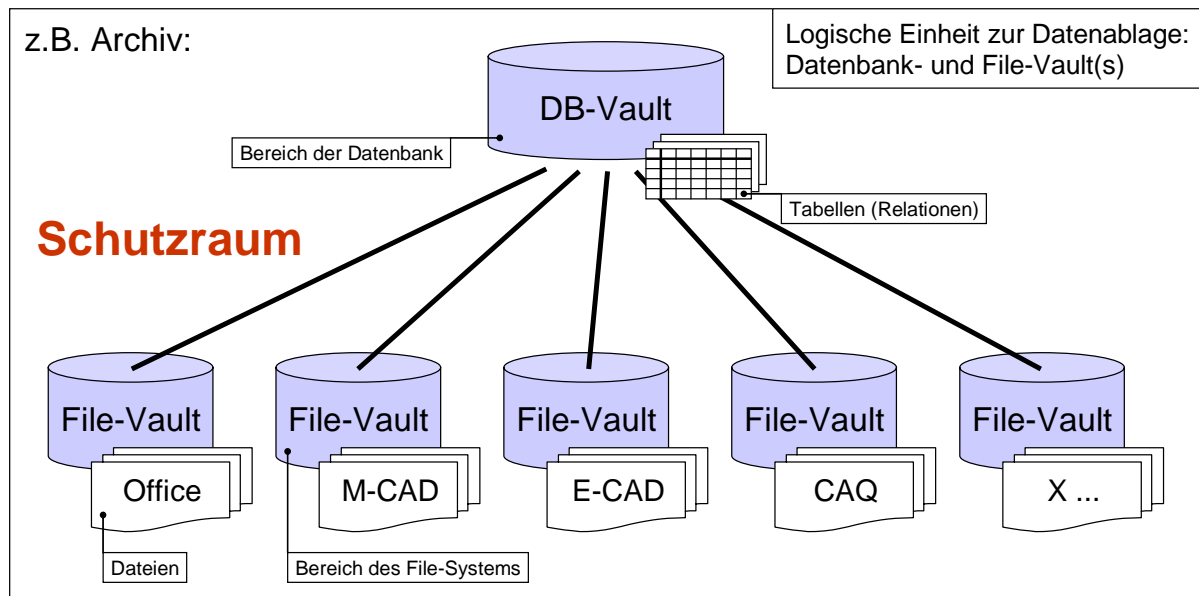 z.B. Archiv:
Logische Einheit zur Datenablage:
Datenbank- und File-Vault(s)
DB-Vault
Bereich der Datenbank
Tabellen (Relationen)
Schutzraum
File-Vault
File-Vault
File-Vault
File-Vault
File-Vault
Office
M-CAD
E-CAD
CAQ
X ...
Dateien
Bereich des File-Systems